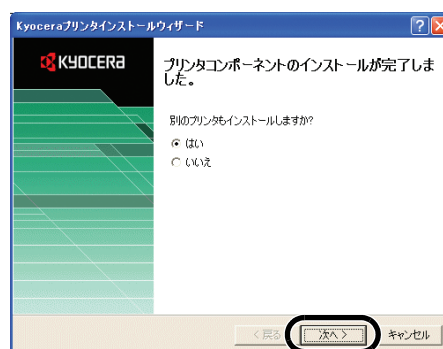 Kyoceraプリンタインストールウィザード
KYOCERA
プリンタコンポーネントのインストールが完了しま
した。
別のプリンタもインストールしますか?
はい
いいえ
< 戻る
次へ >
キャンセル